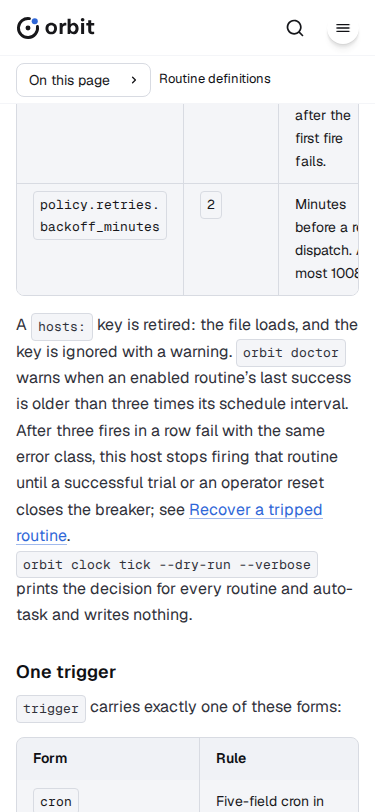 orbit
On this page
Routine definitions
after the
first fire
fails.
policy.retries.
backoff_minutes
2
Minutes
before a
dispatch.
most
A hosts: key is retired: the file loads, and the
key is ignored with a warning. orbit doctor
warns when an enabled routine's last success
is older than three times its schedule interval.
After three fires in a row fail with the same
error class, this host stops firing that routine
until a successful trial or an operator reset
closes the breaker; see Recover a tripped
routine.
orbit clock tick --dry-run --verbose
prints the decision for every routine and auto-
task and writes nothing.
One trigger
trigger carries exactly one of these forms:
Form
Rule
cron
Five-field cron in